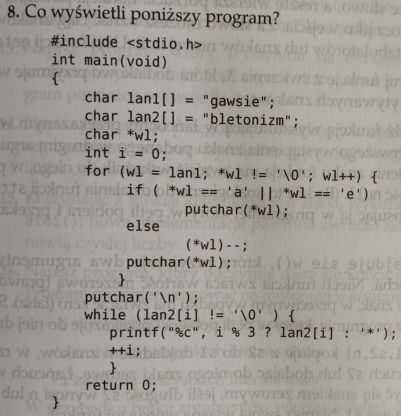 8. Co wyświetli poniższy program?
#include <stdio.h>
int main(void)
{
char lan1[] = "gawsie";
char lan2[] = "bletonizm";
char *wl;
int i = 0;
for (wl = lan1; *wl != '\0'; wl++) {
if ( *wl == 'a' || *wl == 'e')
putchar(*wl);
else
(*wl)--;
putchar(*wl);
}
putchar('\n');
while (lan2[i] != '\0' ) {
printf("%c", i % 3 ? lan2[i] : '*');
++i;
}
return 0;
}